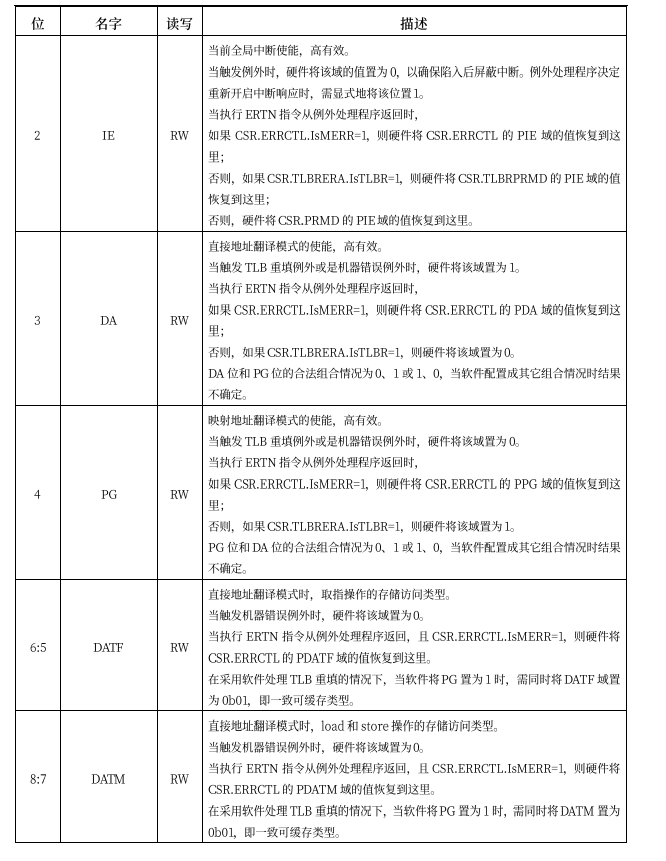 位 名字 读写 描述
当前全局中断使能，高有效。
当触发例外时，硬件将该域的值置为 0，以确保陷入后屏蔽中断。例外处理程序决定
重新开启中断响应时，需显式地将该位置 1。
当执行 ERTN 指令从例外处理程序返回时，
2 IE RW 如果 CSR.ERRCTL.IsMERR=1，则硬件将 CSR.ERRCTL 的 PIE 域的值恢复到这
里；
否则，如果 CSR.TLBRERA.IsTLBR=1，则硬件将 CSR.TLBRPRMD 的 PIE 域的值
恢复到这里；
否则，硬件将 CSR.PRMD 的 PIE 域的值恢复到这里。
直接地址翻译模式的使能，高有效。
当触发 TLB 重填例外或是机器错误例外时，硬件将该域置为 1。
当执行 ERTN 指令从例外处理程序返回时，
如果 CSR.ERRCTL.IsMERR=1，则硬件将 CSR.ERRCTL 的 PDA 域的值恢复到这
3 DA RW 里；
否则，如果 CSR.TLBRERA.IsTLBR=1，则硬件将该域置为 0。
DA 位和 PG 位的合法组合情况为 0、1 或 1、0，当软件配置成其它组合情况时结果
不确定。
映射地址翻译模式的使能，高有效。
当触发 TLB 重填例外或是机器错误例外时，硬件将该域置为 0。
当执行 ERTN 指令从例外处理程序返回时，
如果 CSR.ERRCTL.IsMERR=1，则硬件将 CSR.ERRCTL 的 PPG 域的值恢复到这
4 PG RW 里；
否则，如果 CSR.TLBRERA.IsTLBR=1，则硬件将该域置为 1。
PG 位和 DA 位的合法组合情况为 0、1 或 1、0，当软件配置成其它组合情况时结果
不确定。
直接地址翻译模式时，取指操作的存储访问类型。
当触发机器错误例外时，硬件将该域置为 0。
当执行 ERTN 指令从例外处理程序返回，且 CSR.ERRCTL.IsMERR=1，则硬件将
6:5 DATF RW CSR.ERRCTL 的 PDATF 域的值恢复到这里。
在采用软件处理 TLB 重填的情况下，当软件将 PG 置为 1 时，需同时将 DATF 域置
为 0b01，即一致可缓存类型。
直接地址翻译模式时，load 和 store 操作的存储访问类型。
当触发机器错误例外时，硬件将该域置为 0。
当执行 ERTN 指令从例外处理程序返回，且 CSR.ERRCTL.IsMERR=1，则硬件将
8:7 DATM RW CSR.ERRCTL 的 PDATM 域的值恢复到这里。
在采用软件处理 TLB 重填的情况下，当软件将 PG 置为 1 时，需同时将 DATM 置为
0b01，即一致可缓存类型。